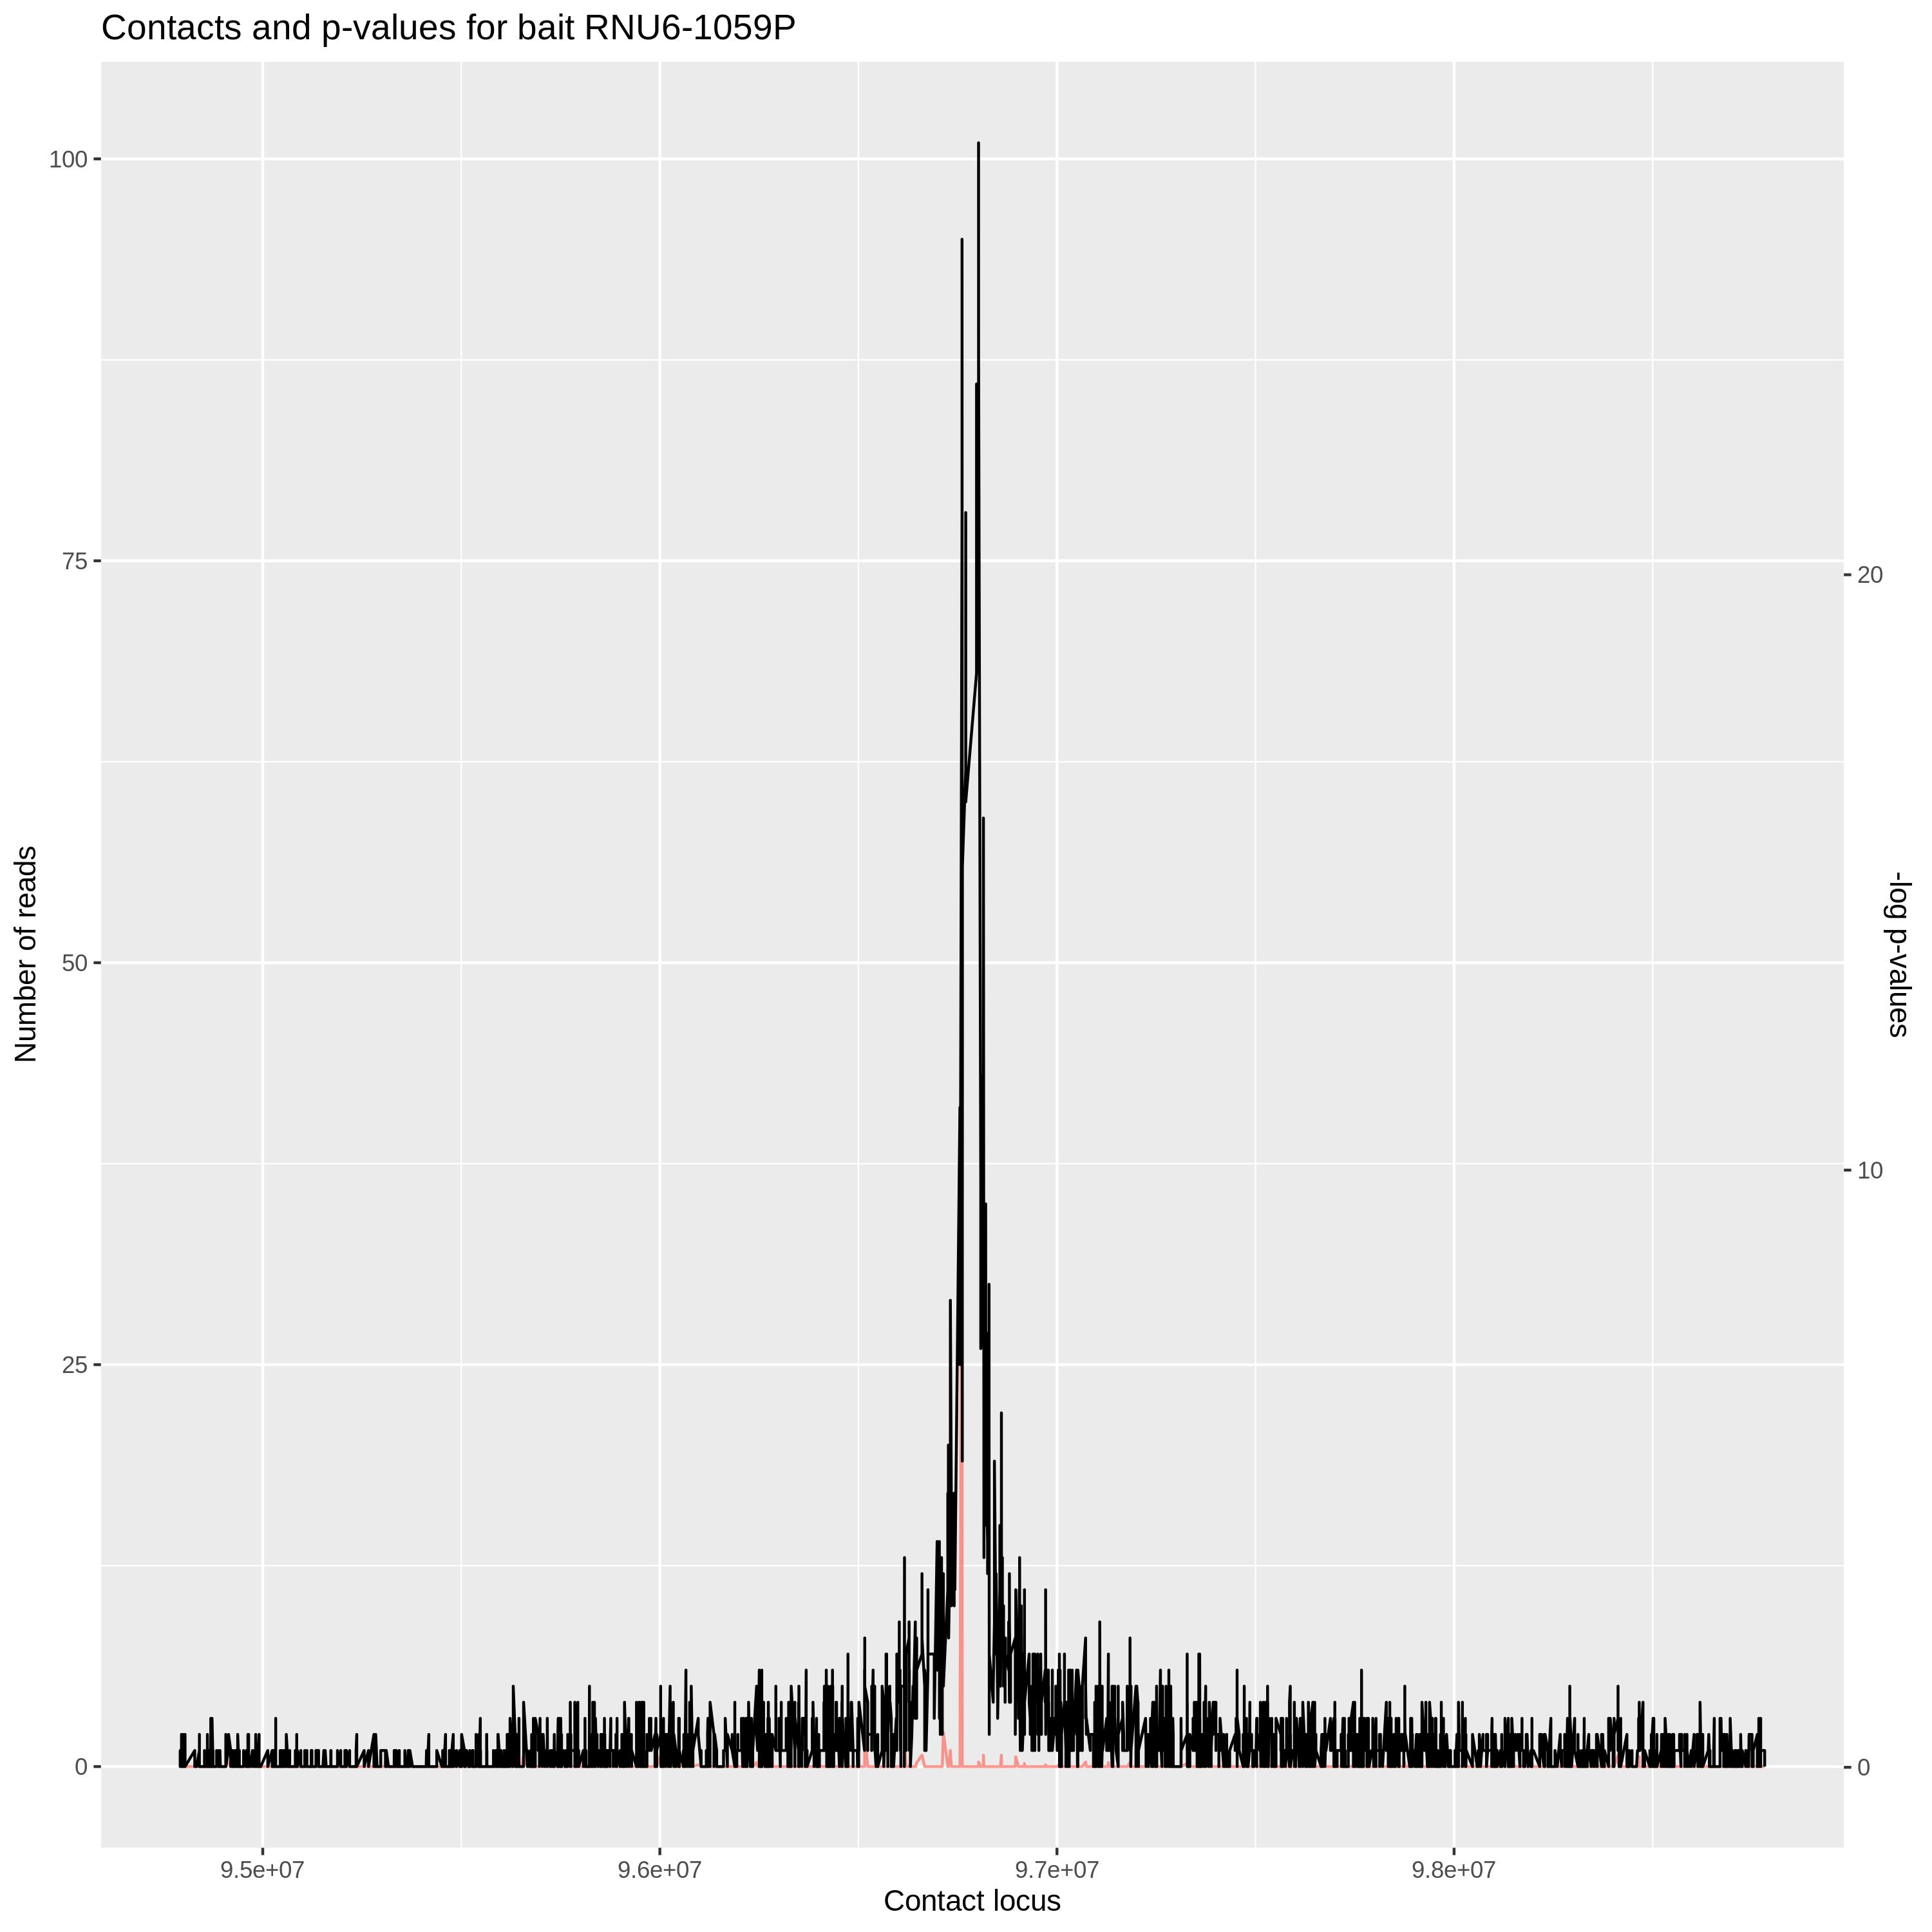 Contacts and p-values for bait RNU6-1059P
100
75
50
25
0
Number of reads
20
10
0
-log p-values
9.5e+07
9.6e+07
9.7e+07
9.8e+07
Contact locus